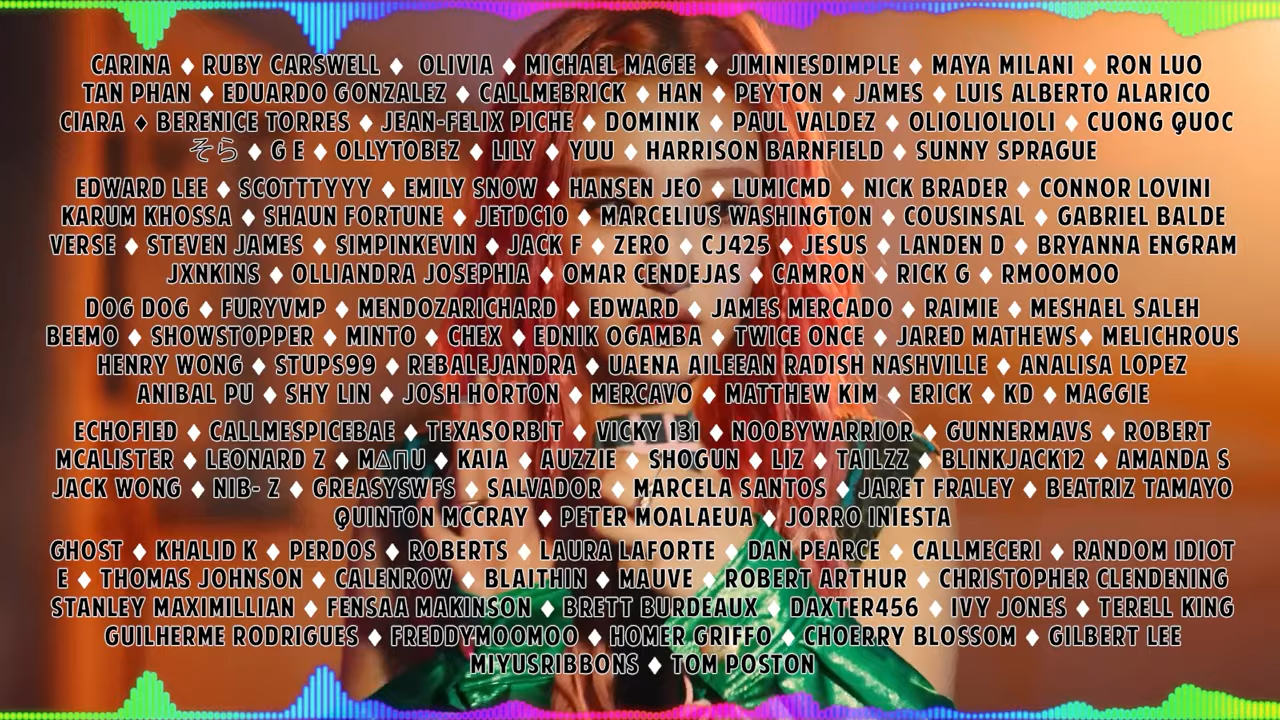 CARINA ♦ RUBY CARSWELL ♦ OLIVIA ♦ MICHAEL MAGEE ♦ JIMINIESDIMPLE ♦ MAYA MILANI ♦ RON LUO
TAN PHAN ♦ EDUARDO GONZALEZ ♦ CALLMEBRICK ♦ HAN ♦ PEYTON ♦ JAMES ♦ LUIS ALBERTO ALARICO
CIARA ♦ BERENICE TORRES ♦ JEAN-FELIX PICHE ♦ DOMINIK ♦ PAUL VALDEZ ♦ OLIOLIOLIOLI ♦ CUONG QUOC
そら ♦ G E ♦ OLLYTOBEZ ♦ LILY ♦ YUU ♦ HARRISON BARNFIELD ♦ SUNNY SPRAGUE
EDWARD LEE ♦ SCOTTTYYY ♦ EMILY SNOW ♦ HANSEN JEO ♦ LUMICMD ♦ NICK BRADER ♦ CONNOR LOVINI
KARUM KHOSSA ♦ SHAUN FORTUNE ♦ JETDC10 ♦ MARCELIUS WASHINGTON ♦ COUSINSAL ♦ GABRIEL BALDE
VERSE ♦ STEVEN JAMES ♦ SIMPINKEVIN ♦ JACK F ♦ ZERO ♦ CJ425 ♦ JESUS ♦ LANDEN D ♦ BRYANNA ENGRAM
JXNKINS ♦ OLLIANDRA JOSEPHIA ♦ OMAR CENDEJAS ♦ CAMRON ♦ RICK G ♦ RMOOMOO
DOG DOG ♦ FURYVMP ♦ MENDOZARICHARD ♦ EDWARD ♦ JAMES MERCADO ♦ RAIMIE ♦ MESHAEL SALEH
BEEMO ♦ SHOWSTOPPER ♦ MINTO ♦ CHEX ♦ EDNIK OGAMBA ♦ TWICE ONCE ♦ JARED MATHEWS♦ MELICHROUS
HENRY WONG ♦ STUPS99 ♦ REBALEJANDRA ♦ UAENA AILEEAN RADISH NASHVILLE ♦ ANALISA LOPEZ
ANIBAL PU ♦ SHY LIN ♦ JOSH HORTON ♦ MERCAVO ♦ MATTHEW KIM ♦ ERICK ♦ KD ♦ MAGGIE
ECHOFIED ♦ CALLMESPICEBAE ♦ TEXASORBIT ♦ VICKY 131 ♦ NOOBYWARRIOR ♦ GUNNERMAVS ♦ ROBERT
MCALISTER ♦ LEONARD Z ♦ M△ΠU ♦ KAIA ♦ AUZZIE ♦ SHOGUN ♦ LIZ ♦ TAILZZ ♦ BLINKJACK12 ♦ AMANDA S
JACK WONG ♦ NIB- Z ♦ GREASYSWFS ♦ SALVADOR ♦ MARCELA SANTOS ♦ JARET FRALEY ♦ BEATRIZ TAMAYO
QUINTON MCCRAY ♦ PETER MOALAEUA ♦ JORRO INIESTA
GHOST ♦ KHALID K ♦ PERDOS ♦ ROBERTS ♦ LAURA LAFORTE ♦ DAN PEARCE ♦ CALLMECERI ♦ RANDOM IDIOT
E ♦ THOMAS JOHNSON ♦ CALENROW ♦ BLAITHIN ♦ MAUVE ♦ ROBERT ARTHUR ♦ CHRISTOPHER CLENDENING
STANLEY MAXIMILLIAN ♦ FENSAA MAKINSON ♦ BRETT BURDEAUX ♦ DAXTER456 ♦ IVY JONES ♦ TERELL KING
GUILHERME RODRIGUES ♦ FREDDYMOOMOO ♦ HOMER GRIFFO ♦ CHOERRY BLOSSOM ♦ GILBERT LEE
MIYUSRIBBONS ♦ TOM POSTON